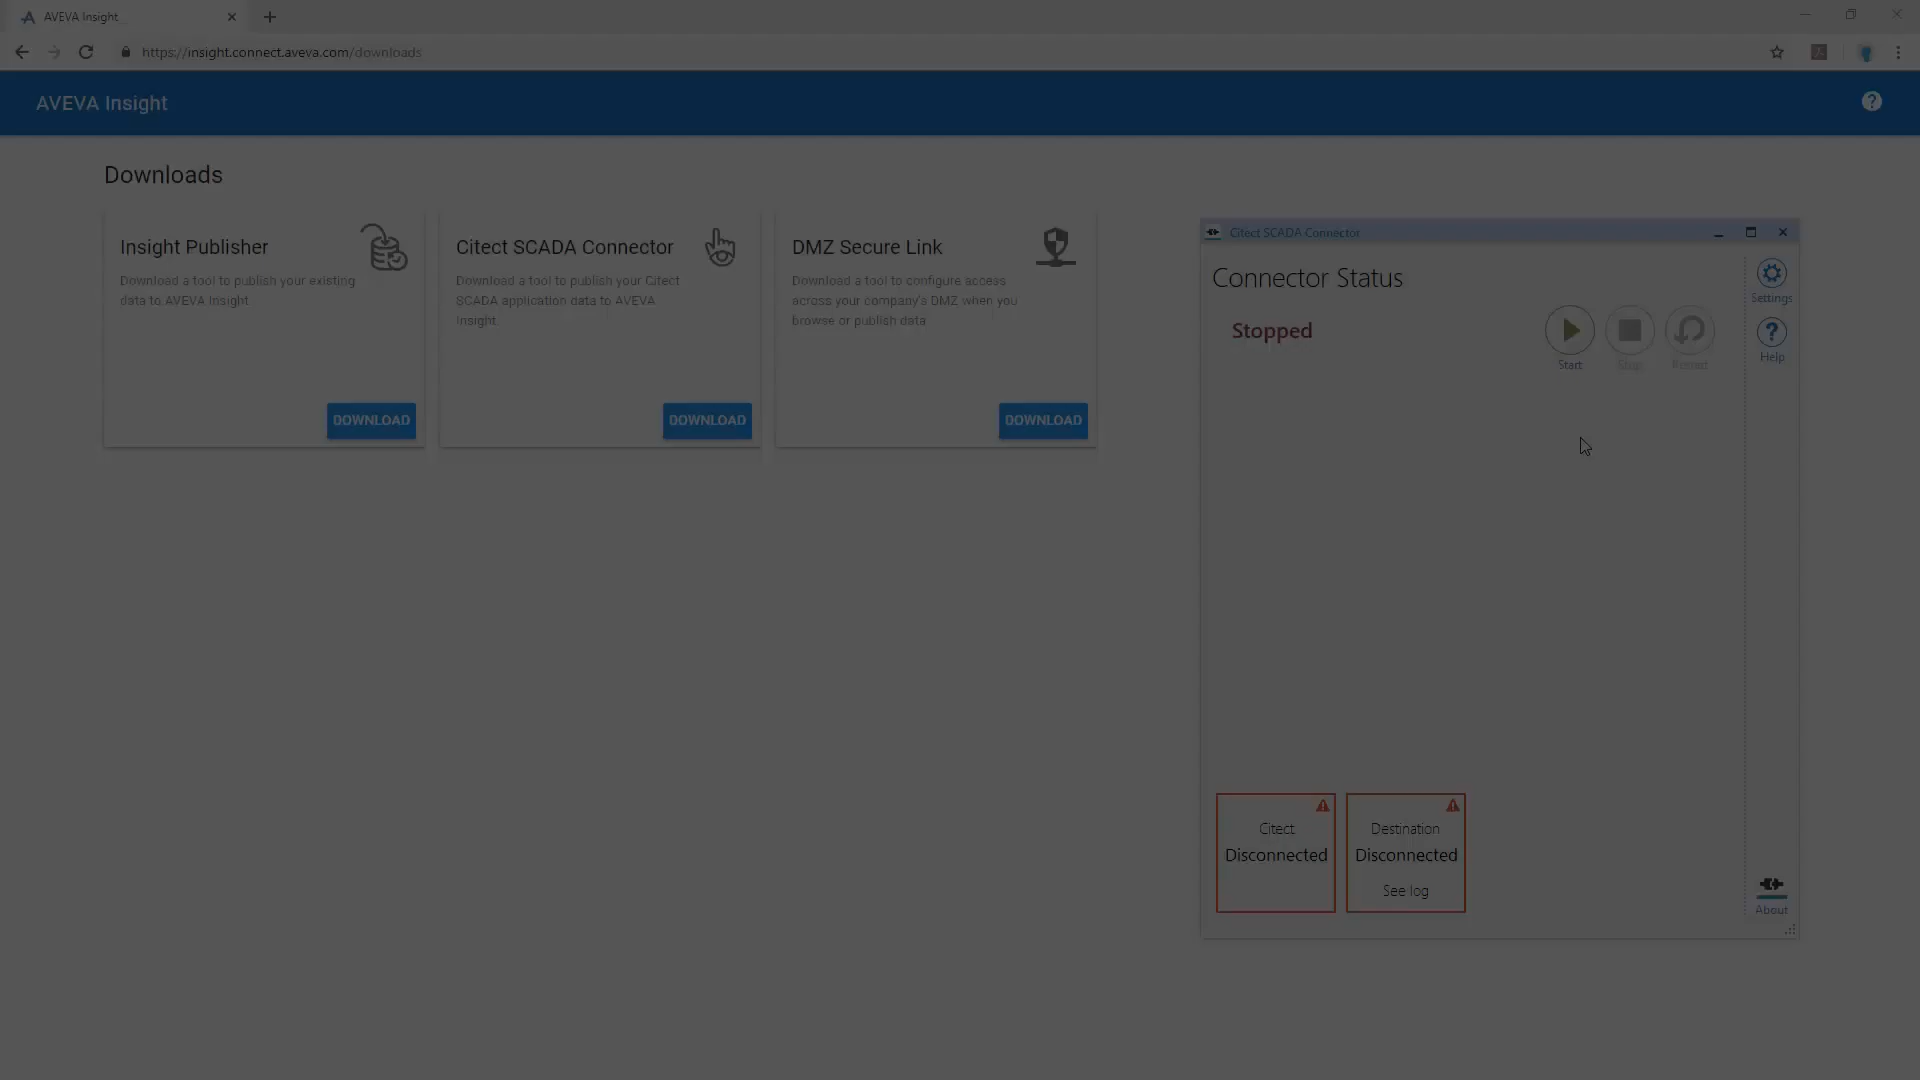 AVEVA Insight
https://insight.connect.aveva.com/downloads
AVEVA Insight
Downloads
Insight Publisher
Download a tool to publish your existing
data to AVEVA Insight
DOWNLOAD
Citect SCADA Connector
Download a tool to publish your Citect
SCADA application data to AVEVA
Insight.
DOWNLOAD
DMZ Secure Link
Download a tool to configure access
across your company's DMZ when you
browse or publish data
DOWNLOAD
Citect SCADA Connector
Connector Status
Stopped
Start
Stop
Restart
Settings
Help
Citect
Disconnected
Destination
Disconnected
See log
About